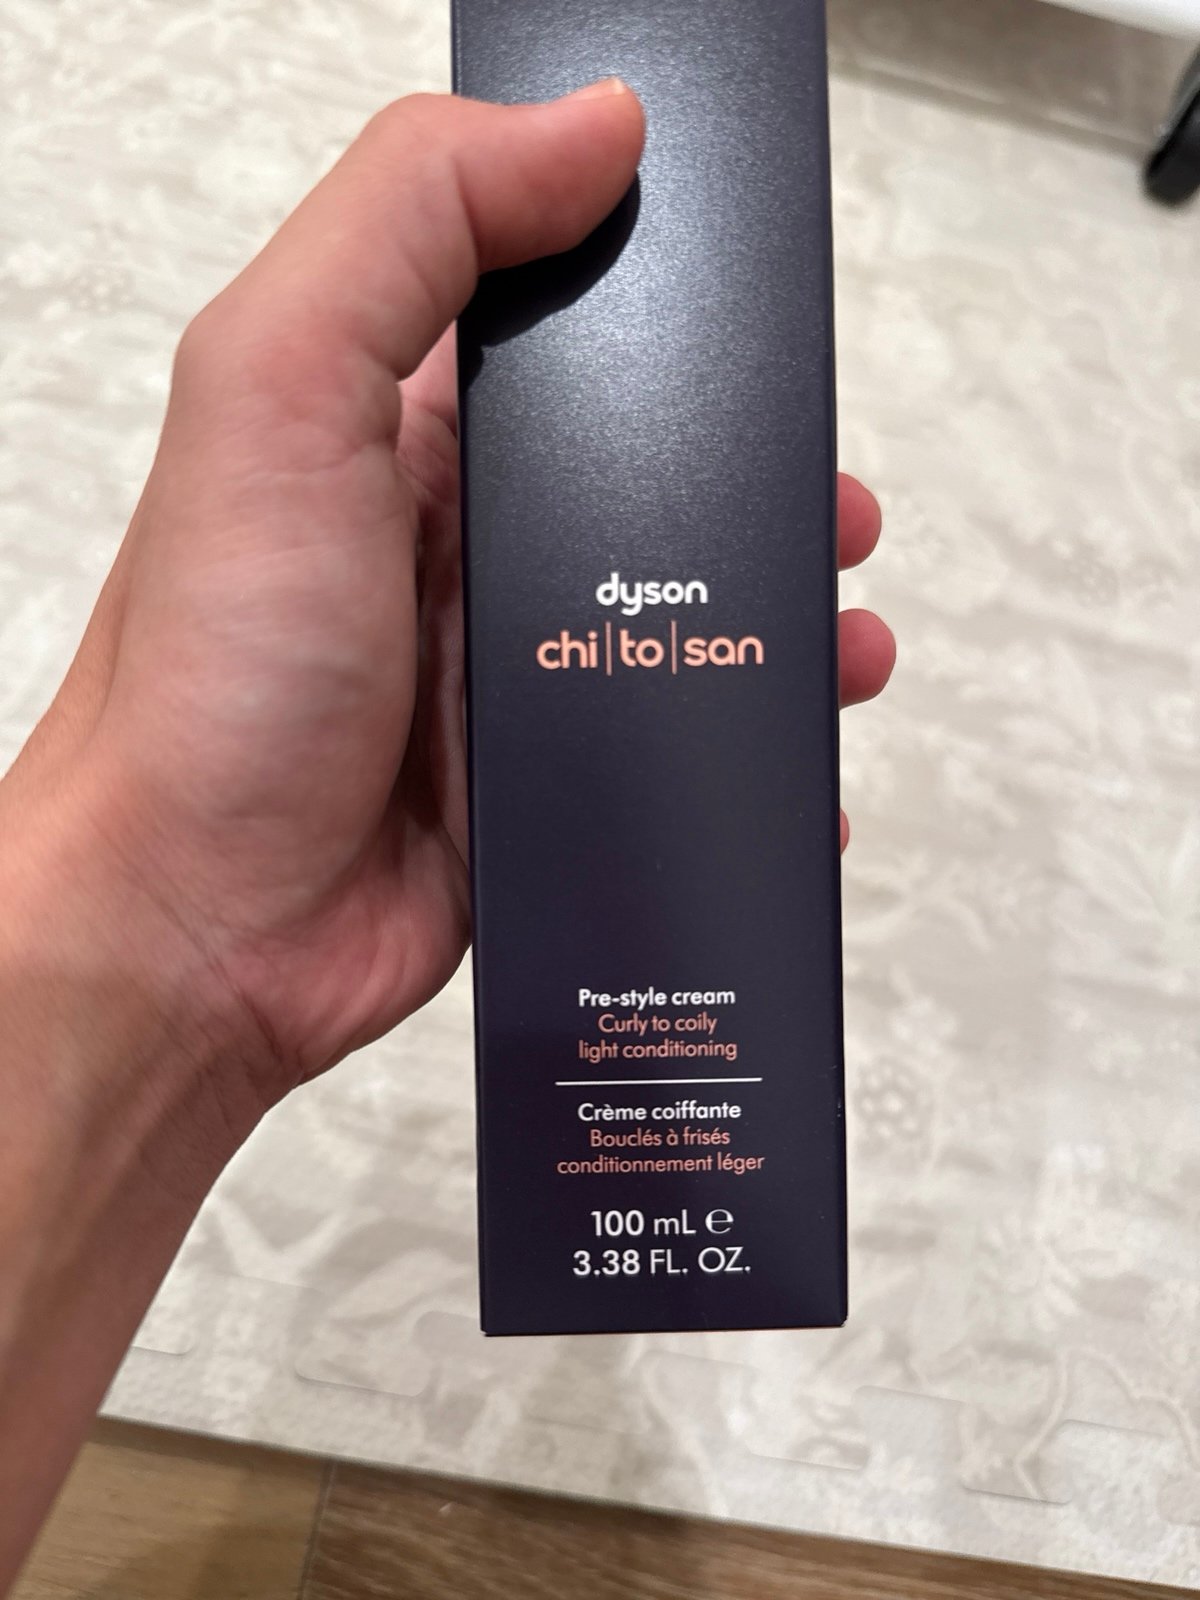 dyson
chi|to|san
Pre-style cream
Curly to coily
light conditioning
Crème coiffante
Bouclés à frisés
conditionnement léger
100 mL ℮
3.38 FL. OZ.